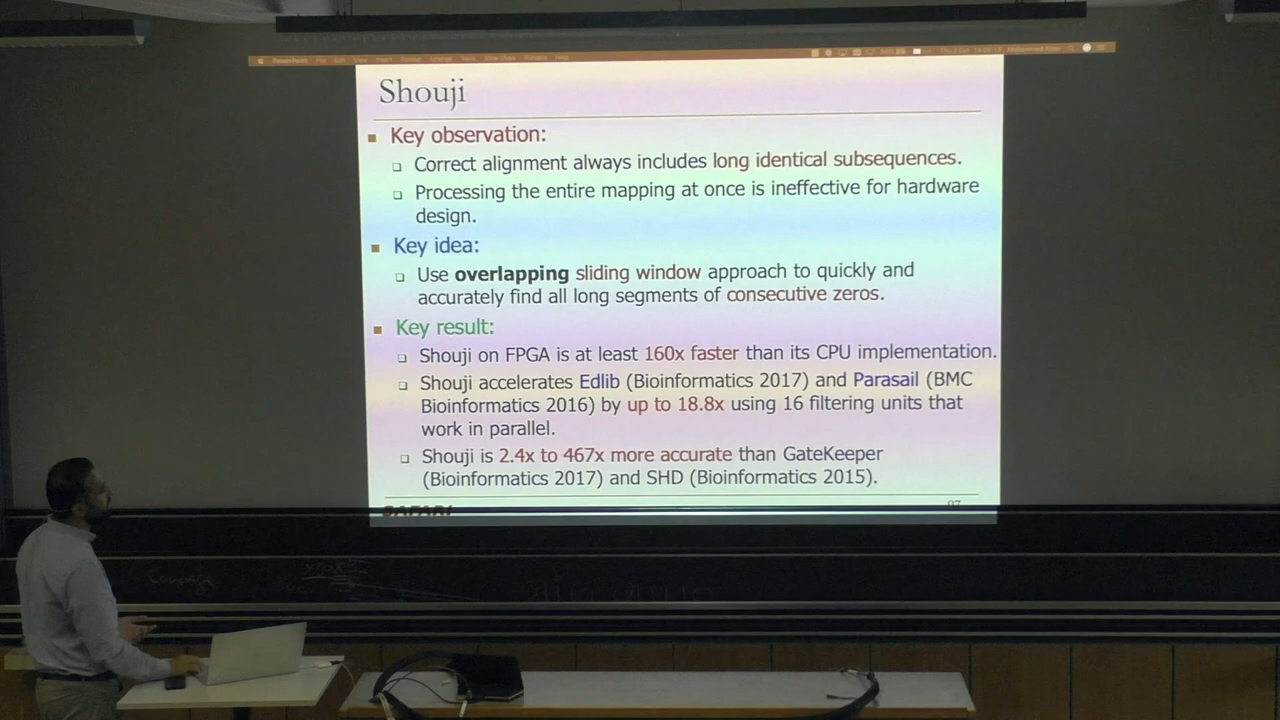 PowerPoint
Shouji
Key observation:
Correct alignment always includes long identical subsequences.
Processing the entire mapping at once is ineffective for hardware
design.
Key idea:
Use overlapping sliding window approach to quickly and
accurately find all long segments of consecutive zeros.
Key result:
Shouji on FPGA is at least 160x faster than its CPU implementation.
Shouji accelerates Edlib (Bioinformatics 2017) and Parasail (BMC
Bioinformatics 2016) by up to 18.8x using 16 filtering units that
work in parallel.
Shouji is 2.4x to 467x more accurate than GateKeeper
(Bioinformatics 2017) and SHD (Bioinformatics 2015).
SAFARI
Coverage